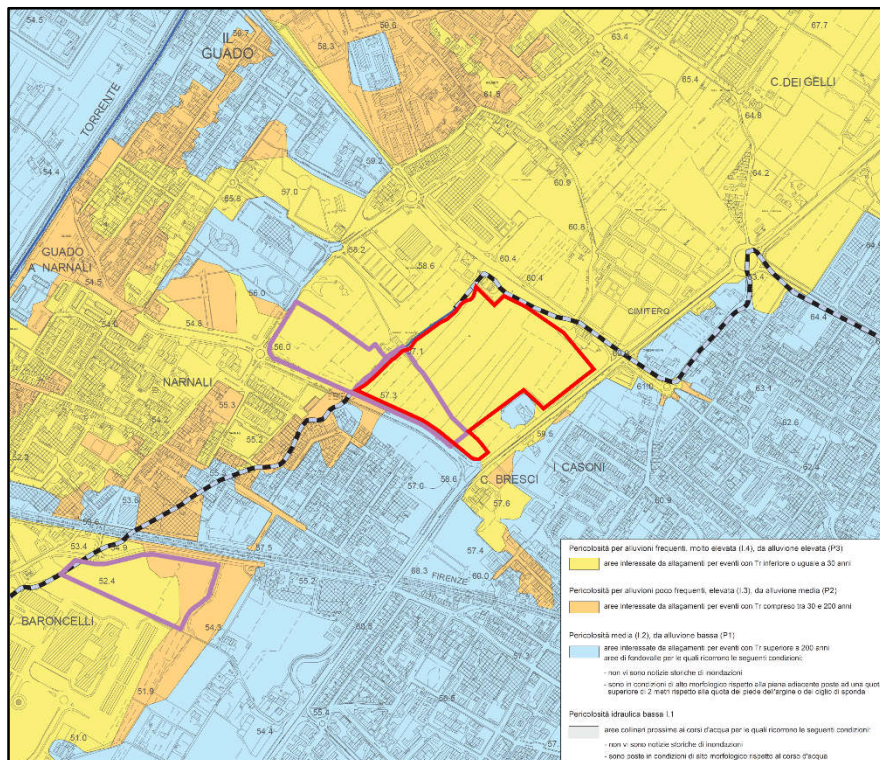 54.5
IL
GUADO
58.3
59.6
61.5
63.4
67.7
C. DEI GELLI
65.4
64.8
TORRENTE
54.4
59.2
60.9
64.2
57.0
65.8
60.8
58.2
58.6
60.4
60.4
63.4
GUADO
A NARNALI
54.5
56.0
54.8
CIMITERO
64.4
56.0
57.1
NARNALI
57.3
61.0
63.1
55.3
54.2
55.2
59.5
62.6
62.4
58.6
I CASONI
C. BRESCI
57.0
60.9
53.6
57.6
57.5
53.4
52.4
57.4
55.2
68.3
FIRENZE
60.0
V. BARONCELLI
54.3
51.9
55.4
54.4
51.0
Pericolosità per alluvioni frequenti, molto elevata (I.4), da alluvione elevata (P3)
aree interessate da allagamenti per eventi con Tr inferiore o uguale a 30 anni
Pericolosità per alluvioni poco frequenti, elevata (I.3), da alluvione media (P2)
aree interessate da allagamenti per eventi con Tr compreso tra 30 e 200 anni
Pericolosità media (I.2), da alluvione bassa (P1)
aree interessate da allagamenti per eventi con Tr superiore a 200 anni
aree di fondovalle per le quali ricorrono le seguenti condizioni:
- non vi sono notizie storiche di inondazioni
- sono in condizioni di alto morfologico rispetto alla piana adiacente poste ad una quota
superiore di 2 metri rispetto alla quota del piede dell'argine o del ciglio di sponda
Pericolosità idraulica bassa I.1
aree collinari prossime ai corsi d'acqua per le quali ricorrono le seguenti condizioni:
- non vi sono notizie storiche di inondazioni
- sono poste in condizioni di alto morfologico rispetto al corso d'acqua